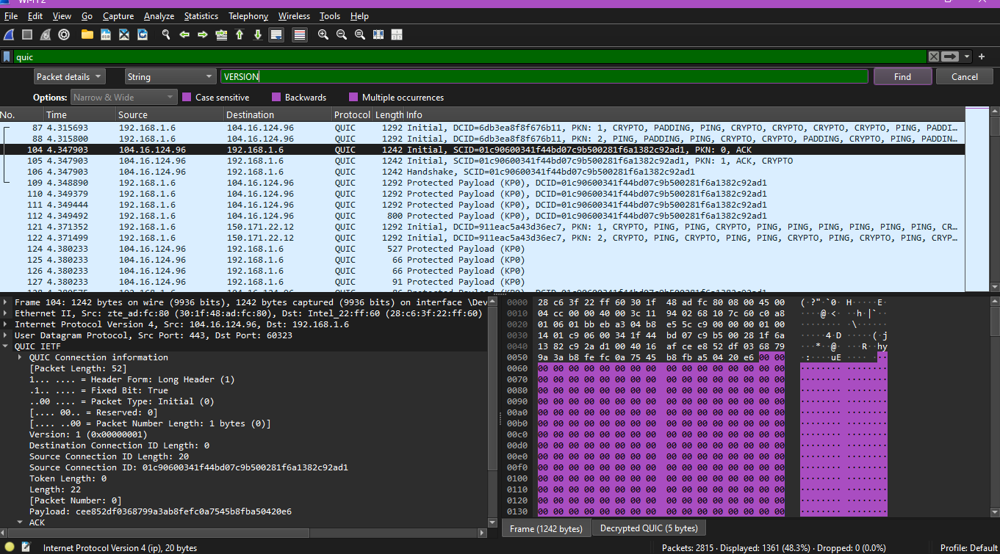 Wi-Fi 2
File Edit View Go Capture Analyze Statistics Telephony Wireless Tools Help
quic
Packet details String VERSION Find Cancel
Options: Narrow & Wide Case sensitive Backwards Multiple occurrences
No. Time Source Destination Protocol Length Info
87 4.315693 192.168.1.6 104.16.124.96 QUIC 1292 Initial, DCID=6db3ea8f8f676b11, PKN: 1, CRYPTO, PADDING, PING, CRYPTO, CRYPTO, CRYPTO, CRYPTO, PING, PADDI…
88 4.315800 192.168.1.6 104.16.124.96 QUIC 1292 Initial, DCID=6db3ea8f8f676b11, PKN: 2, PING, PADDING, CRYPTO, CRYPTO, PADDING, CRYPTO, PING, PADDIN…
104 4.347903 104.16.124.96 192.168.1.6 QUIC 1242 Initial, SCID=01c90600341f44bd07c9b500281f6a1382c92ad1, PKN: 0, ACK
105 4.347903 104.16.124.96 192.168.1.6 QUIC 1242 Initial, SCID=01c90600341f44bd07c9b500281f6a1382c92ad1, PKN: 1, ACK, CRYPTO
106 4.347903 104.16.124.96 192.168.1.6 QUIC 1242 Handshake, SCID=01c90600341f44bd07c9b500281f6a1382c92ad1
109 4.348890 192.168.1.6 104.16.124.96 QUIC 1292 Protected Payload (KP0), DCID=01c90600341f44bd07c9b500281f6a1382c92ad1
110 4.349379 192.168.1.6 104.16.124.96 QUIC 1292 Protected Payload (KP0), DCID=01c90600341f44bd07c9b500281f6a1382c92ad1
111 4.349444 192.168.1.6 104.16.124.96 QUIC 1292 Protected Payload (KP0), DCID=01c90600341f44bd07c9b500281f6a1382c92ad1
112 4.349492 192.168.1.6 104.16.124.96 QUIC 800 Protected Payload (KP0), DCID=01c90600341f44bd07c9b500281f6a1382c92ad1
121 4.371352 192.168.1.6 150.171.22.12 QUIC 1292 Initial, DCID=911eac5a43d36ec7, PKN: 1, CRYPTO, PING, CRYPTO, PING, PING, PING, PING, PING, PING, CR…
122 4.371499 192.168.1.6 150.171.22.12 QUIC 1292 Initial, DCID=911eac5a43d36ec7, PKN: 2, CRYPTO, PING, CRYPTO, PING, PING, CRYPTO, PING, CRYPTO, PING, CRYP…
124 4.380233 104.16.124.96 192.168.1.6 QUIC 527 Protected Payload (KP0)
125 4.380233 104.16.124.96 192.168.1.6 QUIC 66 Protected Payload (KP0)
126 4.380233 104.16.124.96 192.168.1.6 QUIC 66 Protected Payload (KP0)
127 4.380233 104.16.124.96 192.168.1.6 QUIC 91 Protected Payload (KP0)
Frame 104: 1242 bytes on wire (9936 bits), 1242 bytes captured (9936 bits) on interface \Dev
Ethernet II, Src: zte_ad:fc:80 (30:1f:48:ad:fc:80), Dst: Intel_22:ff:60 (28:c6:3f:22:ff:60)
Internet Protocol Version 4, Src: 104.16.124.96, Dst: 192.168.1.6
User Datagram Protocol, Src Port: 443, Dst Port: 60323
QUIC IETF
QUIC Connection information
[Packet Length: 52]
1... .... = Header Form: Long Header (1)
.1.. .... = Fixed Bit: True
..00 .... = Packet Type: Initial (0)
[.... 00.. = Reserved: 0]
[.... ..00 = Packet Number Length: 1 bytes (0)]
Version: 1 (0x00000001)
Destination Connection ID Length: 0
Source Connection ID Length: 20
Source Connection ID: 01c90600341f44bd07c9b500281f6a1382c92ad1
Token Length: 0
Length: 22
[Packet Number: 0]
Payload: cee852df0368799a3ab8fefc0a7545b8fba50420e6
ACK
0000 28 c6 3f 22 ff 60 30 1f 48 ad fc 80 08 00 45 00 (·?"·`0·H·····E·
0010 04 cc 00 00 40 00 3c 11 94 02 68 10 7c 60 c0 a8 ····@·<···h·|`··
0020 01 06 01 bb eb a3 04 b8 e5 5c c9 00 00 00 01 00 ·········\······
0030 14 01 c9 06 00 34 1f 44 bd 07 c9 b5 00 28 1f 6a ·····4·D·····(·j
0040 13 82 c9 2a d1 00 40 16 af ce e8 52 df 03 68 79 ···*··@····R··hy
0050 9a 3a b8 fe fc 0a 75 45 b8 fb a5 04 20 e6 00 00 ·:····uE···· ···
0060 00 00 00 00 00 00 00 00 00 00 00 00 00 00 00 00 ················
0070 00 00 00 00 00 00 00 00 00 00 00 00 00 00 00 00 ················
0080 00 00 00 00 00 00 00 00 00 00 00 00 00 00 00 00 ················
0090 00 00 00 00 00 00 00 00 00 00 00 00 00 00 00 00 ················
00a0 00 00 00 00 00 00 00 00 00 00 00 00 00 00 00 00 ················
00b0 00 00 00 00 00 00 00 00 00 00 00 00 00 00 00 00 ················
00c0 00 00 00 00 00 00 00 00 00 00 00 00 00 00 00 00 ················
00d0 00 00 00 00 00 00 00 00 00 00 00 00 00 00 00 00 ················
00e0 00 00 00 00 00 00 00 00 00 00 00 00 00 00 00 00 ················
00f0 00 00 00 00 00 00 00 00 00 00 00 00 00 00 00 00 ················
0100 00 00 00 00 00 00 00 00 00 00 00 00 00 00 00 00 ················
0110 00 00 00 00 00 00 00 00 00 00 00 00 00 00 00 00 ················
0120 00 00 00 00 00 00 00 00 00 00 00 00 00 00 00 00 ················
0130 00 00 00 00 00 00 00 00 00 00 00 00 00 00 00 00 ················
Frame (1242 bytes) Decrypted QUIC (5 bytes)
Internet Protocol Version 4 (ip), 20 bytes Packets: 2815 · Displayed: 1361 (48.3%) · Dropped: 0 (0.0%) Profile: Default